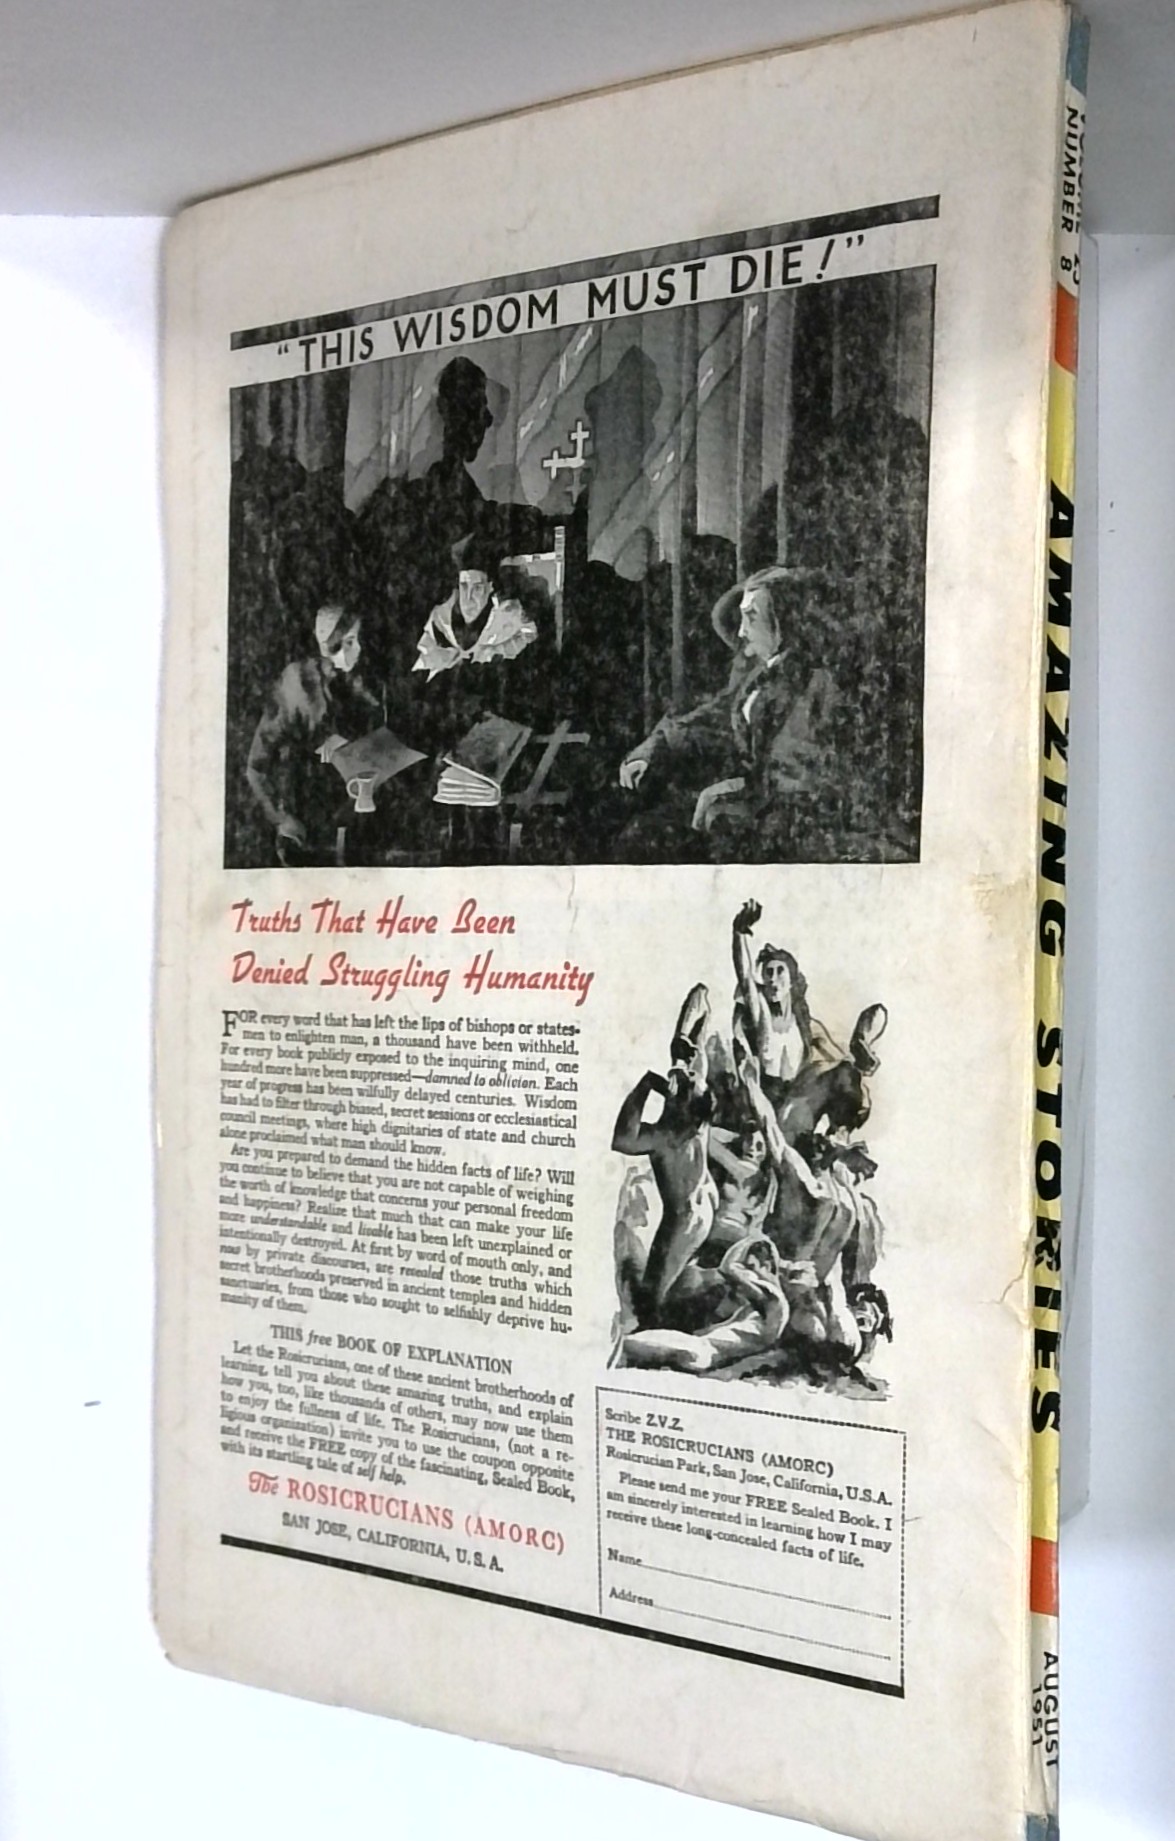 "THIS WISDOM MUST DIE!"
Truths That Have Been
Denied Struggling Humanity
FOR every word that has left the lips of bishops or states-
men to enlighten man, a thousand have been withheld.
For every book publicly exposed to the inquiring mind, one
hundred more have been suppressed—damned to oblivion. Each
year of progress has been wilfully delayed centuries. Wisdom
has had to filter through biased, secret sessions or ecclesiastical
council meetings, where high dignitaries of state and church
alone proclaimed what man should know.
Are you prepared to demand the hidden facts of life? Will
you continue to believe that you are not capable of weighing
the worth of knowledge that concerns your personal freedom
and happiness? Realize that much that can make your life
more understandable and livable has been left unexplained or
intentionally destroyed. At first by word of mouth only, and
now by private discourses, are revealed those truths which
secret brotherhoods preserved in ancient temples and hidden
sanctuaries, from those who sought to selfishly deprive hu-
manity of them.
THIS free BOOK OF EXPLANATION
Let the Rosicrucians, one of these ancient brotherhoods of
learning, tell you about these amazing truths, and explain
how you, too, like thousands of others, may now use them
to enjoy the fullness of life. The Rosicrucians, (not a re-
ligious organization) invite you to use the coupon opposite
and receive the FREE copy of the fascinating, Sealed Book,
with its startling tale of self help.
The ROSICRUCIANS (AMORC)
SAN JOSE, CALIFORNIA, U.S.A.
Scribe Z.V.Z.
THE ROSICRUCIANS (AMORC)
Rosicrucian Park, San Jose, California, U.S.A.
Please send me your FREE Sealed Book. I
am sincerely interested in learning how I may
receive these long-concealed facts of life.
Name
Address
NUMBER 8
AMAZING STORIES
AUGUST
1951